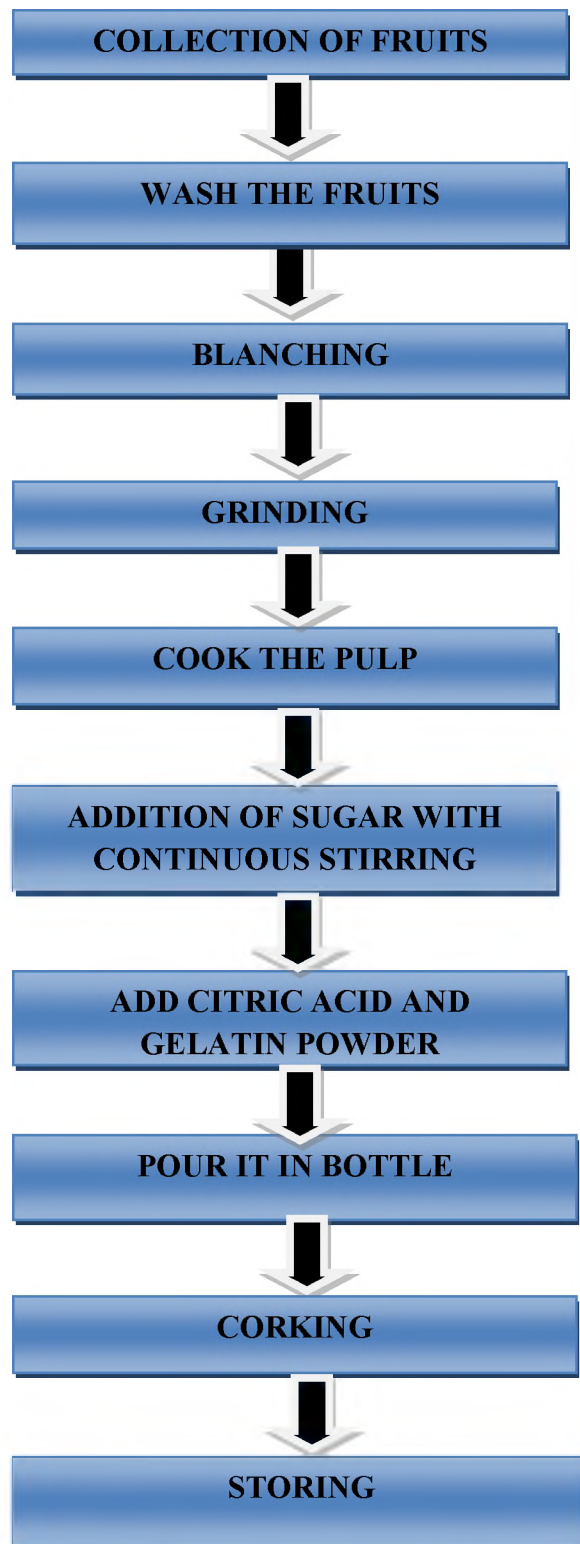 COLLECTION OF FRUITS
WASH THE FRUITS
BLANCHING
GRINDING
COOK THE PULP
ADDITION OF SUGAR WITH
CONTINUOUS STIRRING
ADD CITRIC ACID AND
GELATIN POWDER
POUR IT IN BOTTLE
CORKING
STORING